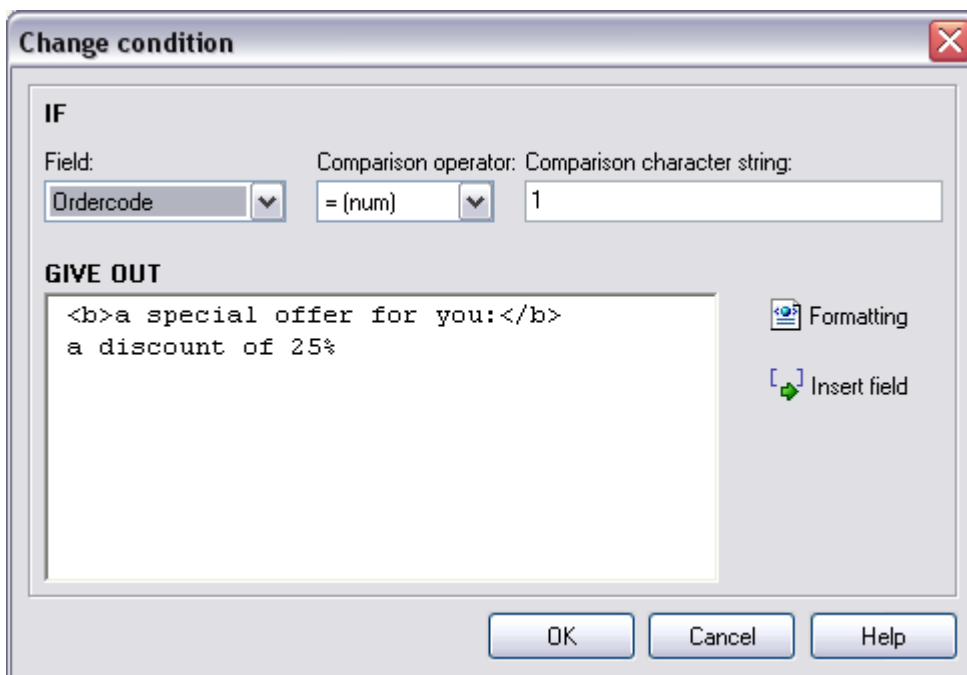 Change condition
IF
Field: Comparison operator: Comparison character string:
Ordercode = (num) 1
GIVE OUT
<b>a special offer for you:</b>
a discount of 25%
Formatting
Insert field
OK Cancel Help